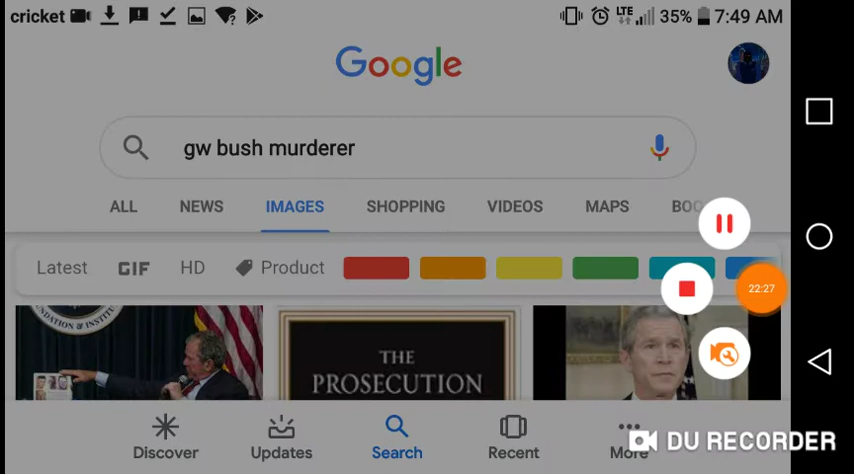 cricket LTE 35% 7:49 AM
Google
gw bush murderer
ALL NEWS IMAGES SHOPPING VIDEOS MAPS BOO
Latest GIF HD Product
22:27
THE
PROSECUTION
Discover Updates Search Recent More
DU RECORDER